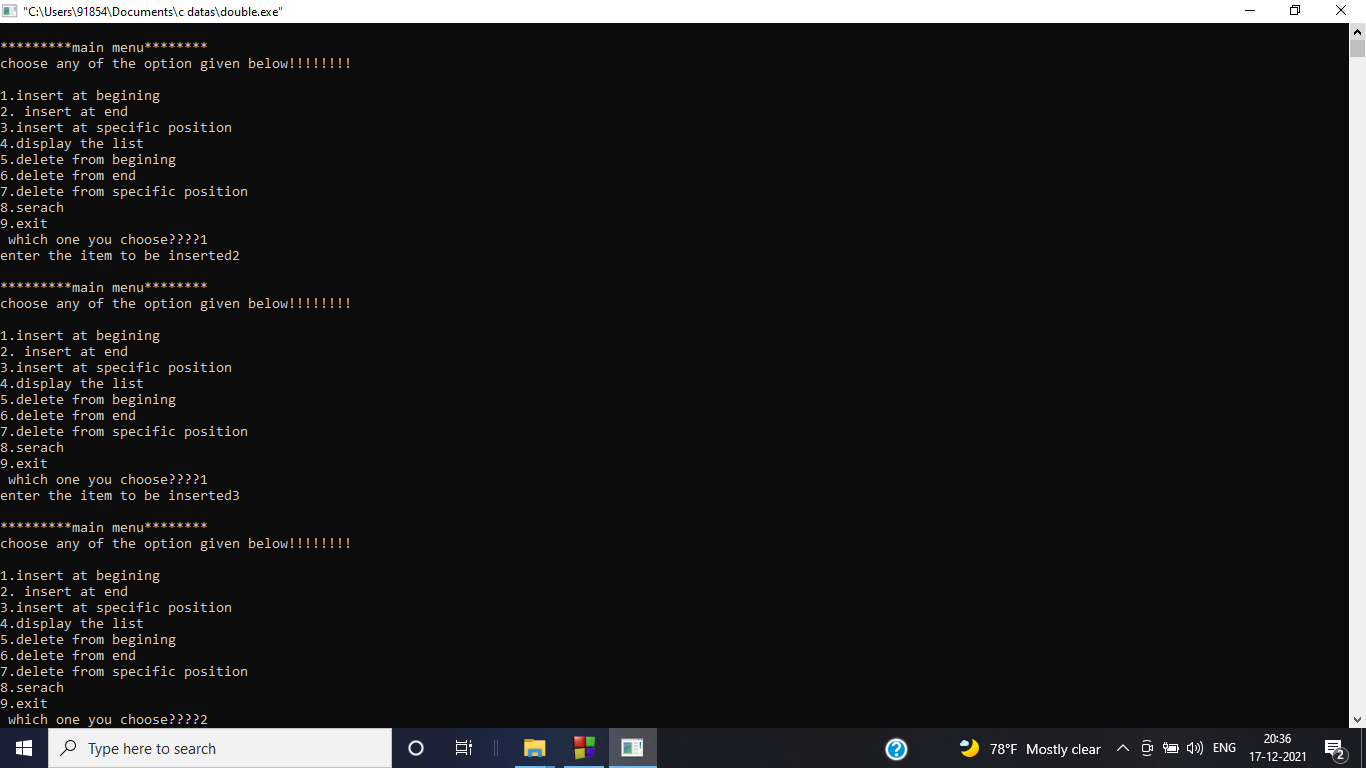 "C:\Users\91854\Documents\c datas\double.exe"
*********main menu********
choose any of the option given below!!!!!!!!
1.insert at begining
2. insert at end
3.insert at specific position
4.display the list
5.delete from begining
6.delete from end
7.delete from specific position
8.serach
9.exit
which one you choose????1
enter the item to be inserted2
*********main menu********
choose any of the option given below!!!!!!!!
1.insert at begining
2. insert at end
3.insert at specific position
4.display the list
5.delete from begining
6.delete from end
7.delete from specific position
8.serach
9.exit
which one you choose????1
enter the item to be inserted3
*********main menu********
choose any of the option given below!!!!!!!!
1.insert at begining
2. insert at end
3.insert at specific position
4.display the list
5.delete from begining
6.delete from end
7.delete from specific position
8.serach
9.exit
which one you choose????2
Type here to search
78°F Mostly clear
ENG
20:36
17-12-2021
2